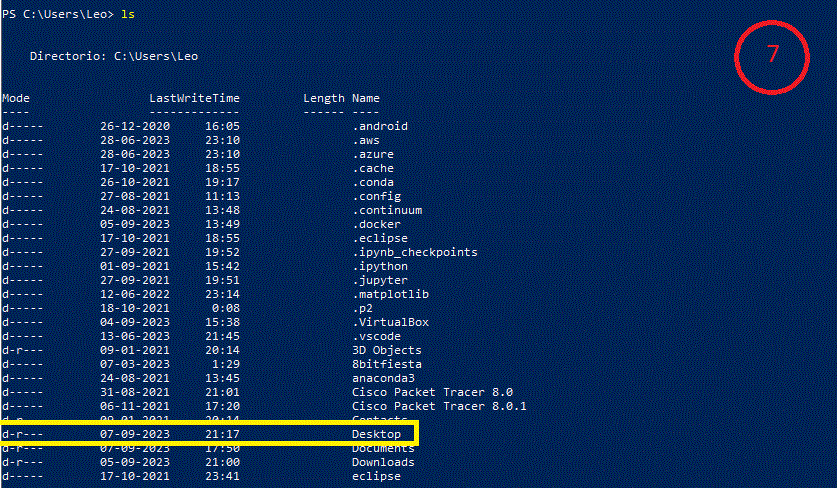 PS C:\Users\Leo> ls
Directorio: C:\Users\Leo
7
Mode LastWriteTime Length Name
---- ------------- ------ ----
d----- 26-12-2020 16:05 .android
d----- 28-06-2023 23:10 .aws
d----- 28-06-2023 23:10 .azure
d----- 17-10-2021 18:55 .cache
d----- 26-10-2021 19:17 .conda
d----- 27-08-2021 11:13 .config
d----- 24-08-2021 13:48 .continuum
d----- 05-09-2023 13:49 .docker
d----- 17-10-2021 18:55 .eclipse
d----- 27-09-2021 19:52 .ipynb_checkpoints
d----- 01-09-2021 15:42 .ipython
d----- 27-09-2021 19:51 .jupyter
d----- 12-06-2022 23:14 .matplotlib
d----- 18-10-2021 0:08 .p2
d----- 04-09-2023 15:38 .VirtualBox
d----- 13-06-2023 21:45 .vscode
d-r--- 09-01-2021 20:14 3D Objects
d----- 07-03-2023 1:29 8bitfiesta
d----- 24-08-2021 13:45 anaconda3
d----- 31-08-2021 21:01 Cisco Packet Tracer 8.0
d----- 06-11-2021 17:20 Cisco Packet Tracer 8.0.1
d-r--- 09-01-2021 20:14 Contacts
d-r--- 07-09-2023 21:17 Desktop
d-r--- 07-09-2023 17:50 Documents
d-r--- 05-09-2023 21:00 Downloads
d----- 17-10-2021 23:41 eclipse